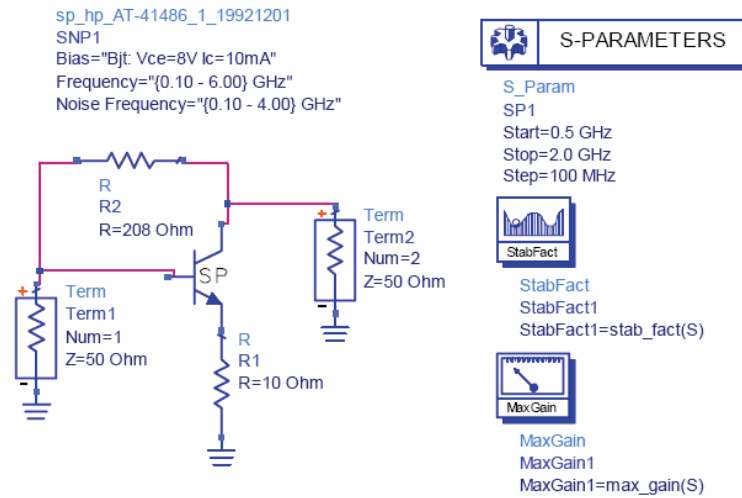 sp_hp_AT-41486_1_19921201
SNP1
Bias="Bjt: Vce=8V Ic=10mA"
Frequency="{0.10 - 6.00} GHz"
Noise Frequency="{0.10 - 4.00} GHz"
R
R2
R=208 Ohm
+
Term
Term2
Num=2
Z=50 Ohm
-
SP
+
Term
Term1
Num=1
Z=50 Ohm
-
R
R1
R=10 Ohm
S-PARAMETERS
S_Param
SP1
Start=0.5 GHz
Stop=2.0 GHz
Step=100 MHz
StabFact
StabFact
StabFact1
StabFact1=stab_fact(S)
MaxGain
MaxGain
MaxGain1
MaxGain1=max_gain(S)